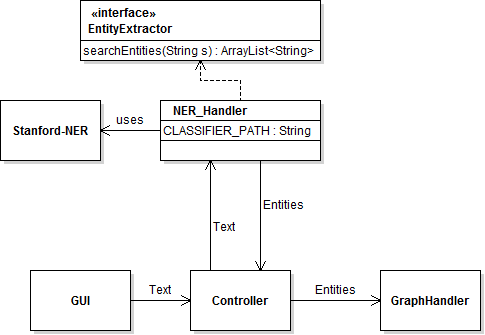 «interface»
EntityExtractor
searchEntities(String s) : ArrayList<String>
NER_Handler
CLASSIFIER_PATH : String
Stanford-NER
uses
Entities
Text
GUI
Text
Controller
Entities
GraphHandler